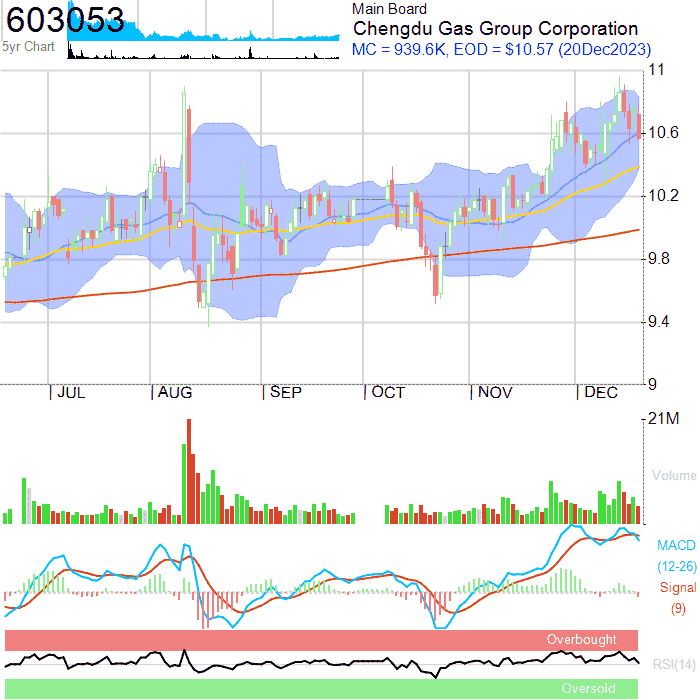 603053
5yr Chart
Main Board
Chengdu Gas Group Corporation
MC = 939.6K, EOD = $10.57 (20Dec2023)
11
10.6
10.2
9.8
9.4
9
JUL
AUG
SEP
OCT
NOV
DEC
21M
Volume
MACD
(12-26)
Signal
(9)
Overbought
RSI(14)
Oversold